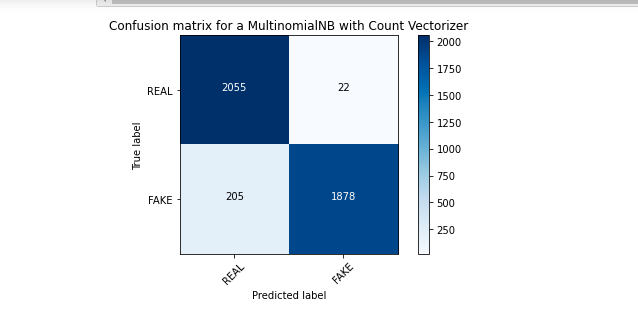 Confusion matrix for a MultinomialNB with Count Vectorizer
2000
1750
1500
1250
1000
750
500
250
True label
REAL
2055
22
FAKE
205
1878
REAL
FAKE
Predicted label